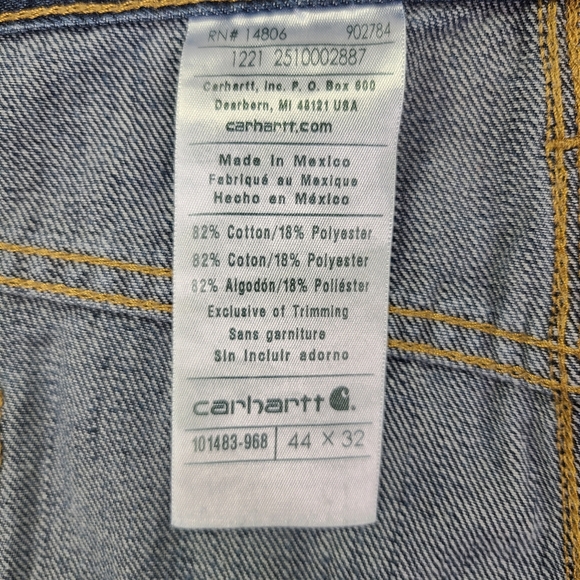 RN# 14806 902784
1221 2510002887
Carhartt, Inc. P. O. Box 600
Dearborn, MI 48121 USA
carhartt.com
Made In Mexico
Fabriqué au Mexique
Hecho en México
82% Cotton/18% Polyester
82% Coton/18% Polyester
82% Algodón/18% Poliéster
Exclusive of Trimming
Sans garniture
Sin Incluir adorno
carhartt
101483-968 44 X 32